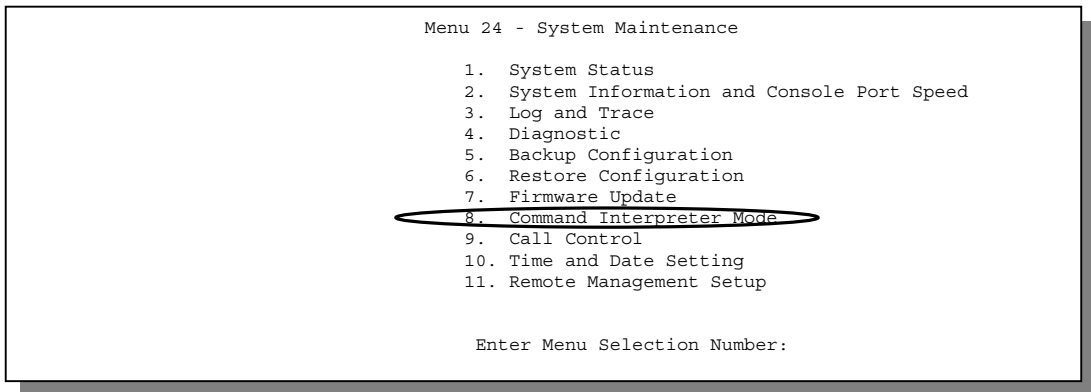 Menu 24 - System Maintenance
1. System Status
2. System Information and Console Port Speed
3. Log and Trace
4. Diagnostic
5. Backup Configuration
6. Restore Configuration
7. Firmware Update
8. Command Interpreter Mode
9. Call Control
10. Time and Date Setting
11. Remote Management Setup
Enter Menu Selection Number: